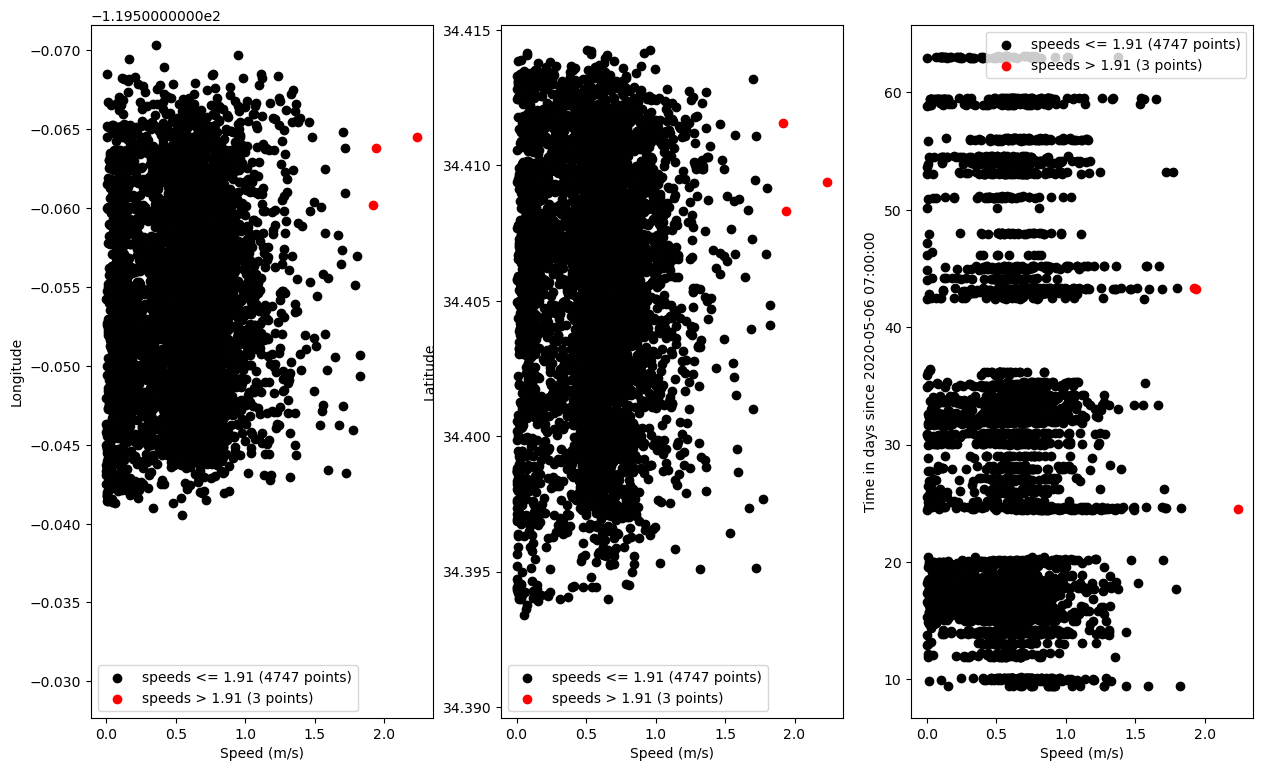 −1.1950000000e2
−0.070
−0.065
−0.060
−0.055
−0.050
−0.045
−0.040
−0.035
−0.030
Longitude
0.0 0.5 1.0 1.5 2.0
Speed (m/s)
speeds <= 1.91 (4747 points)
speeds > 1.91 (3 points)
34.415
34.410
34.405
34.400
34.395
34.390
Latitude
0.0 0.5 1.0 1.5 2.0
Speed (m/s)
speeds <= 1.91 (4747 points)
speeds > 1.91 (3 points)
60
50
40
30
20
10
Time in days since 2020-05-06 07:00:00
0.0 0.5 1.0 1.5 2.0
Speed (m/s)
speeds <= 1.91 (4747 points)
speeds > 1.91 (3 points)